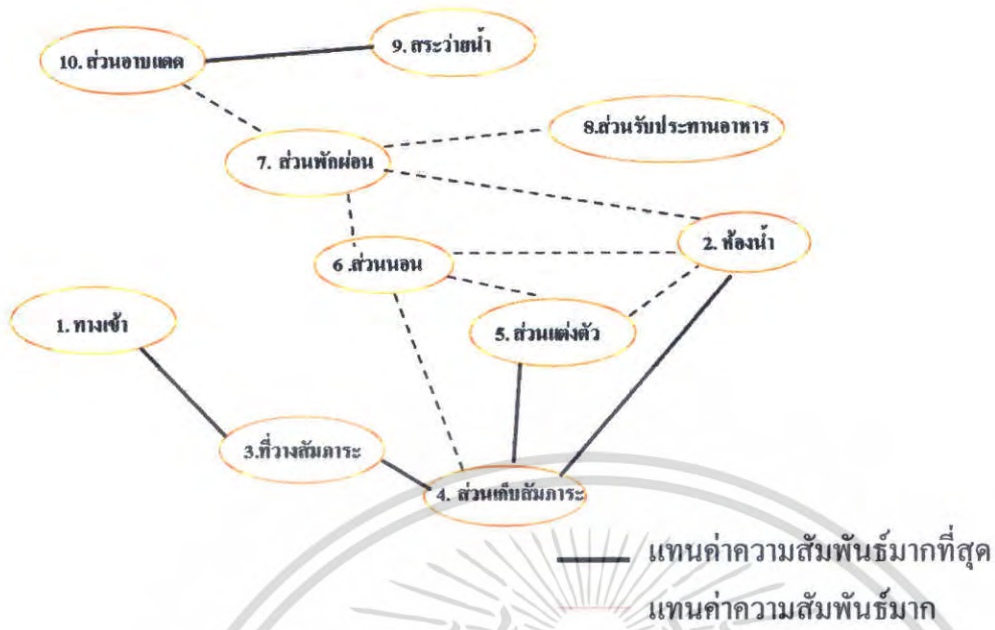 9. สระว่ายน้ำ
10. ส่วนอาบแดด
8.ส่วนรับประทานอาหาร
7. ส่วนพักผ่อน
2. ห้องน้ำ
6 .ส่วนนอน
1. ทางเข้า
5. ส่วนแต่งตัว
3.ที่วางสัมภาระ
4. ส่วนเก็บสัมภาระ
แทนค่าความสัมพันธ์มากที่สุด
แทนค่าความสัมพันธ์มาก